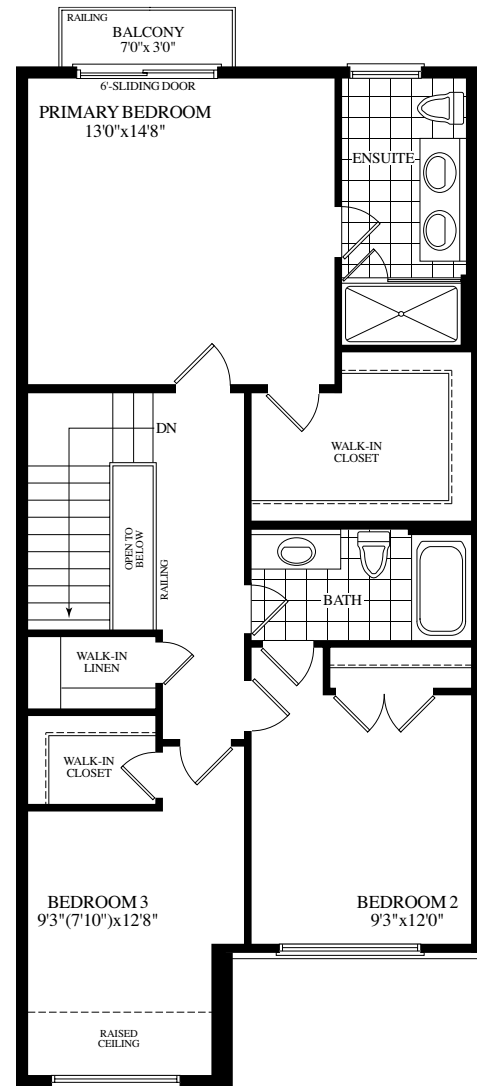 RAILING
BALCONY
7'0"x 3'0"
6'-SLIDING DOOR
PRIMARY BEDROOM
13'0"x14'8"
ENSUITE
DN
WALK-IN
CLOSET
OPEN TO
BELOW
RAILING
BATH
WALK-IN
LINEN
WALK-IN
CLOSET
BEDROOM 3
9'3"(7'10")x12'8"
BEDROOM 2
9'3"x12'0"
RAISED
CEILING